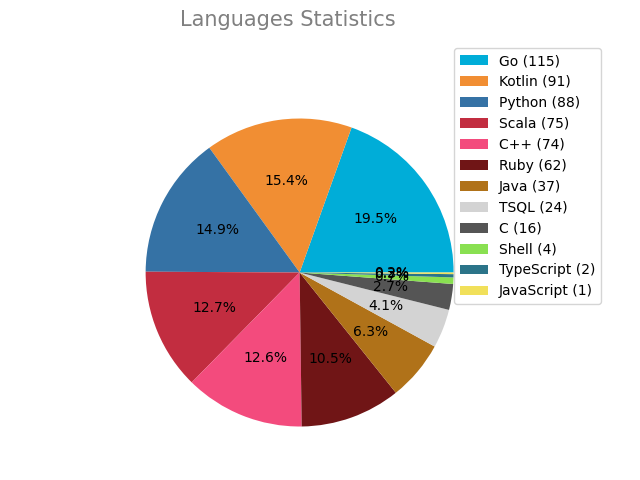 Languages Statistics
Go (115)
Kotlin (91)
Python (88)
Scala (75)
C++ (74)
Ruby (62)
Java (37)
TSQL (24)
C (16)
Shell (4)
TypeScript (2)
JavaScript (1)
15.4%
19.5%
14.9%
12.7%
12.6%
10.5%
6.3%
4.1%
2.7%